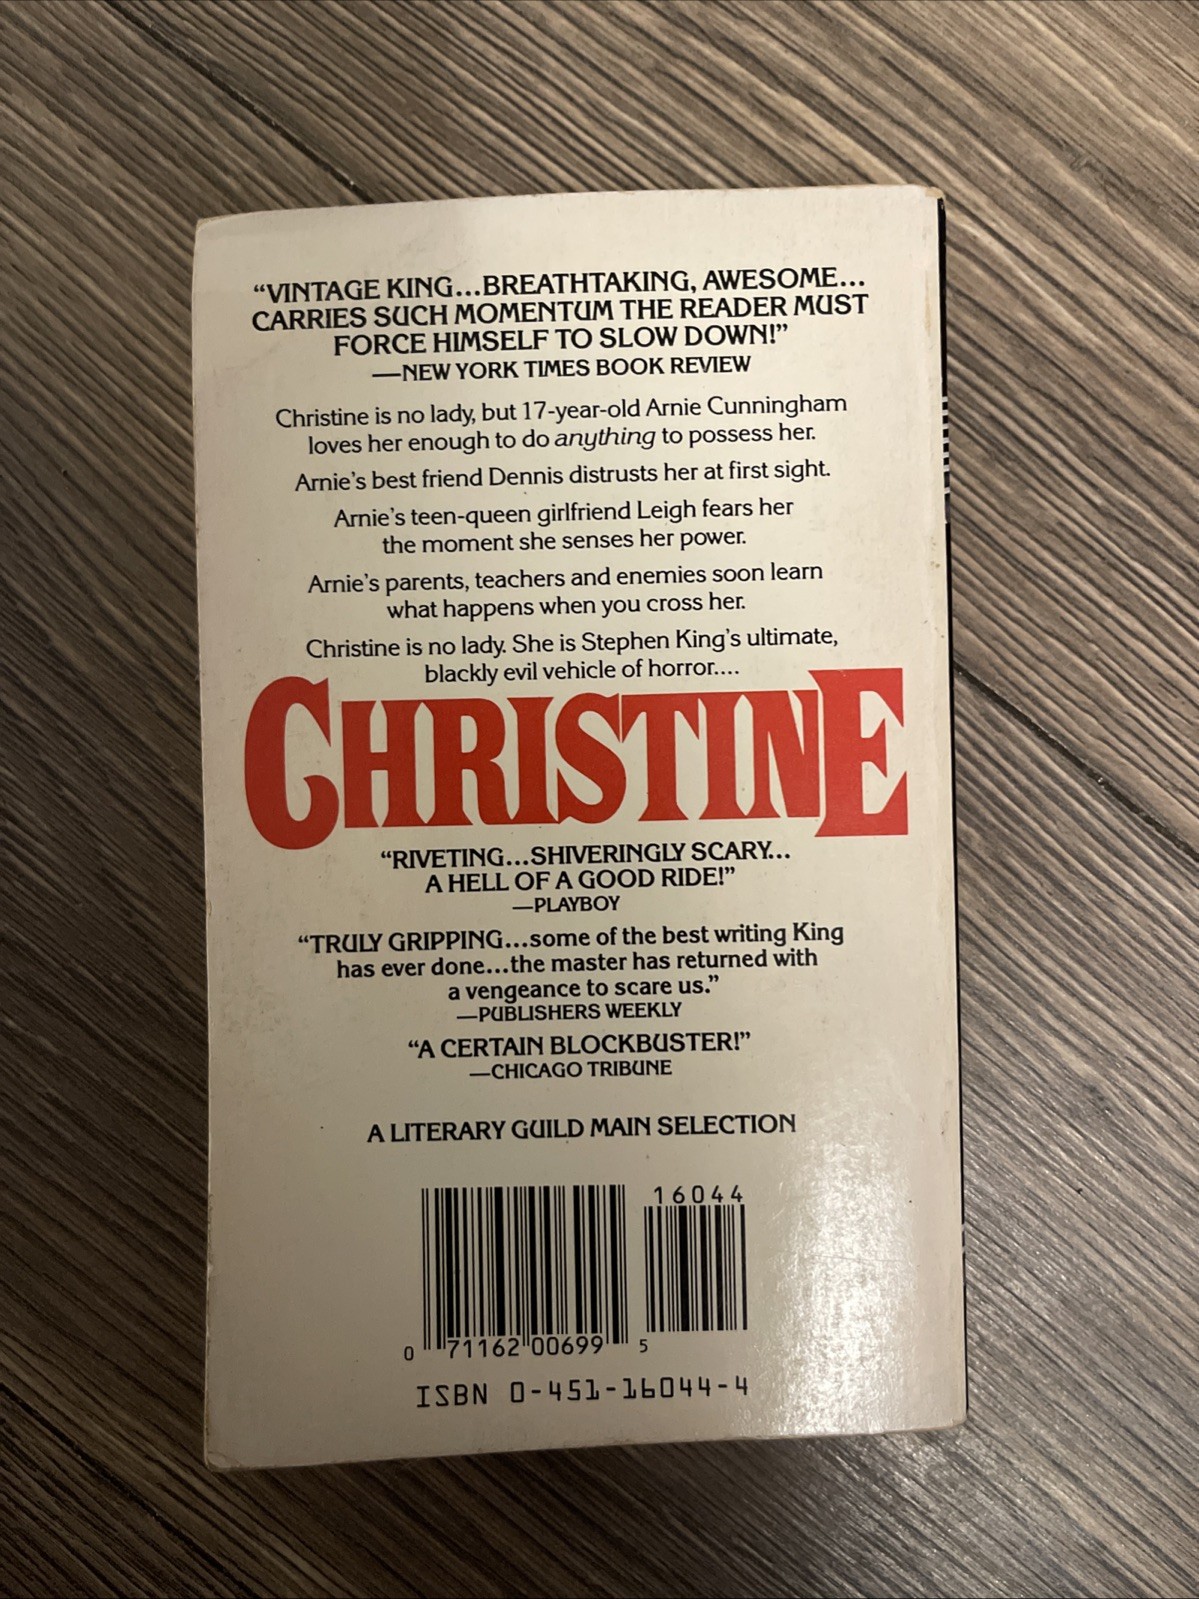 “VINTAGE KING...BREATHTAKING, AWESOME...
CARRIES SUCH MOMENTUM THE READER MUST
FORCE HIMSELF TO SLOW DOWN!”
—NEW YORK TIMES BOOK REVIEW
Christine is no lady, but 17-year-old Arnie Cunningham
loves her enough to do anything to possess her.
Arnie’s best friend Dennis distrusts her at first sight.
Arnie’s teen-queen girlfriend Leigh fears her
the moment she senses her power.
Arnie’s parents, teachers and enemies soon learn
what happens when you cross her.
Christine is no lady. She is Stephen King’s ultimate,
blackly evil vehicle of horror....
CHRISTINE
“RIVETING...SHIVERINGLY SCARY...
A HELL OF A GOOD RIDE!”
—PLAYBOY
“TRULY GRIPPING...some of the best writing King
has ever done...the master has returned with
a vengeance to scare us.”
—PUBLISHERS WEEKLY
“A CERTAIN BLOCKBUSTER!”
—CHICAGO TRIBUNE
A LITERARY GUILD MAIN SELECTION
16044
0 71162 00699 5
ISBN 0-451-16044-4